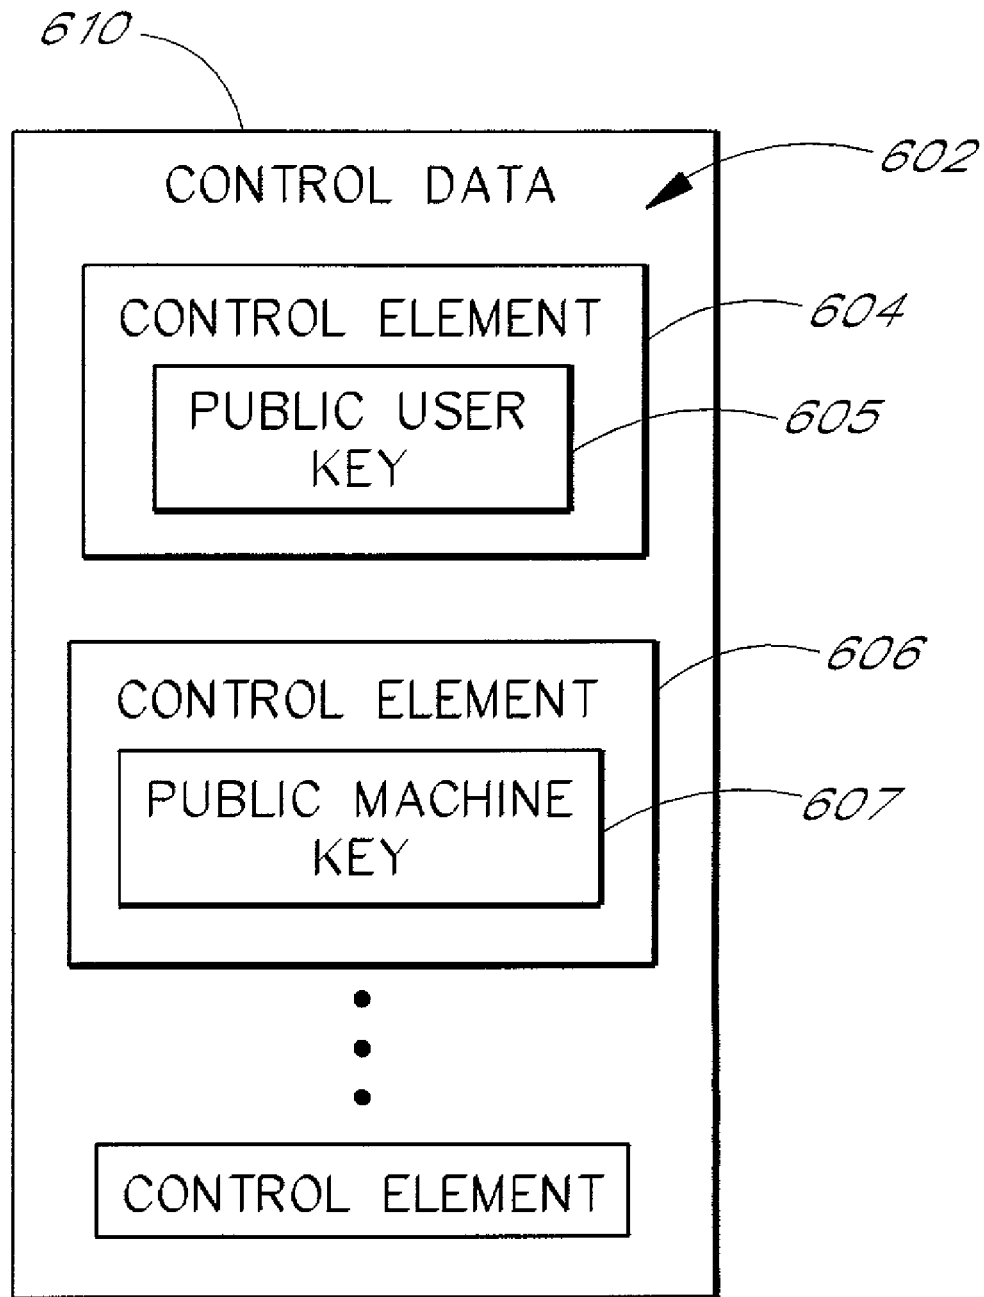 610
CONTROL DATA
602
CONTROL ELEMENT
604
PUBLIC USER
KEY
605
CONTROL ELEMENT
606
PUBLIC MACHINE
KEY
607
CONTROL ELEMENT